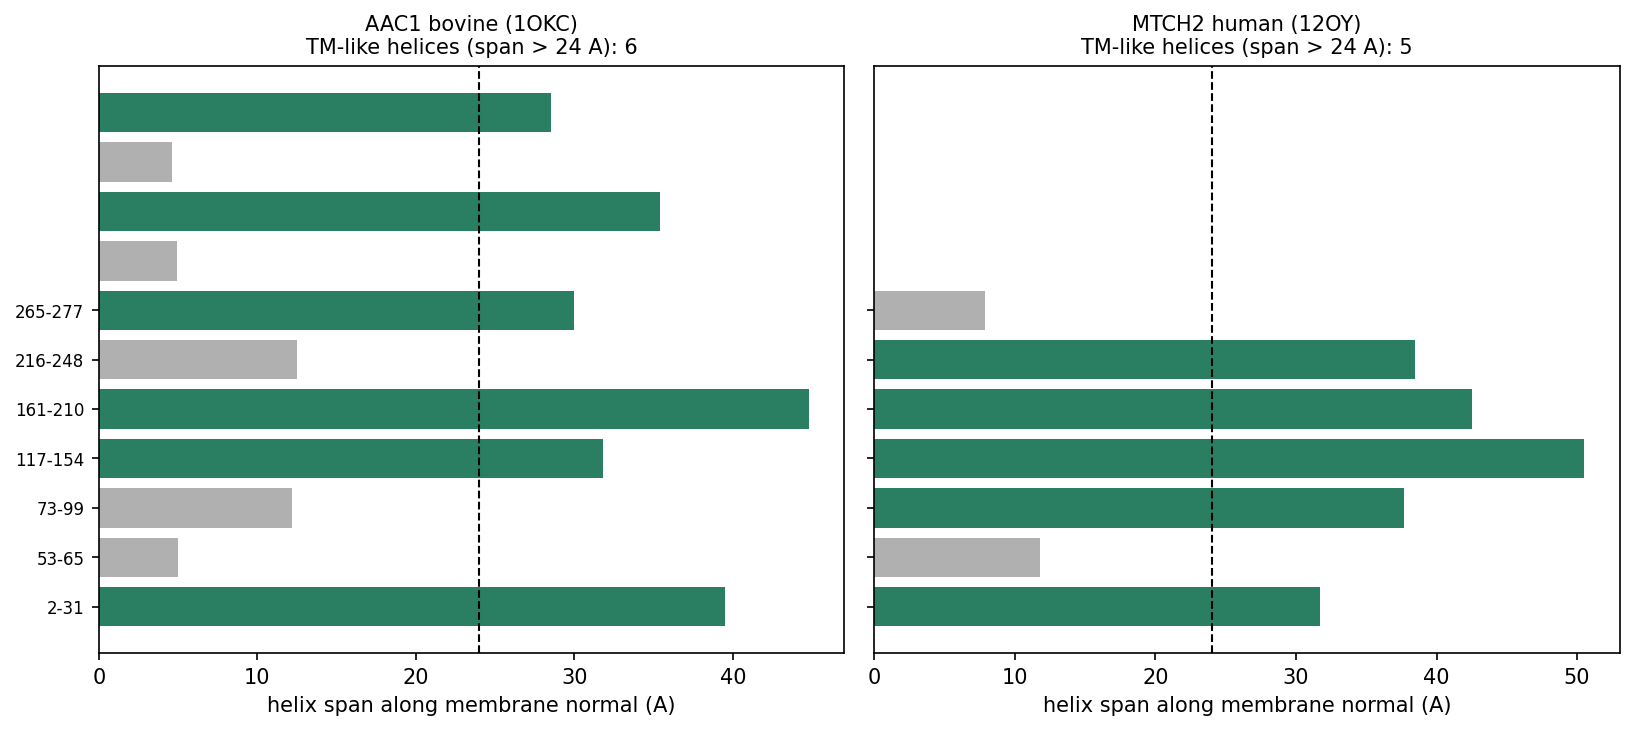 AAC1 bovine (1OKC)
TM-like helices (span > 24 A): 6
MTCH2 human (12OY)
TM-like helices (span > 24 A): 5
265-277
216-248
161-210
117-154
73-99
53-65
2-31
0 10 20 30 40
0 10 20 30 40 50
helix span along membrane normal (A)
helix span along membrane normal (A)